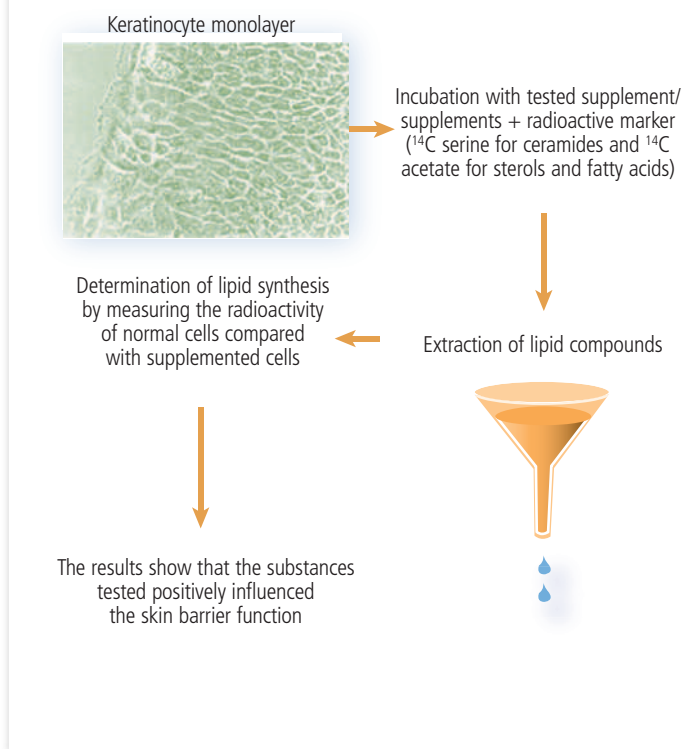 Keratinocyte monolayer
Incubation with tested supplement/
supplements + radioactive marker
(¹⁴C serine for ceramides and ¹⁴C
acetate for sterols and fatty acids)
Extraction of lipid compounds
Determination of lipid synthesis
by measuring the radioactivity
of normal cells compared
with supplemented cells
The results show that the substances
tested positively influenced
the skin barrier function